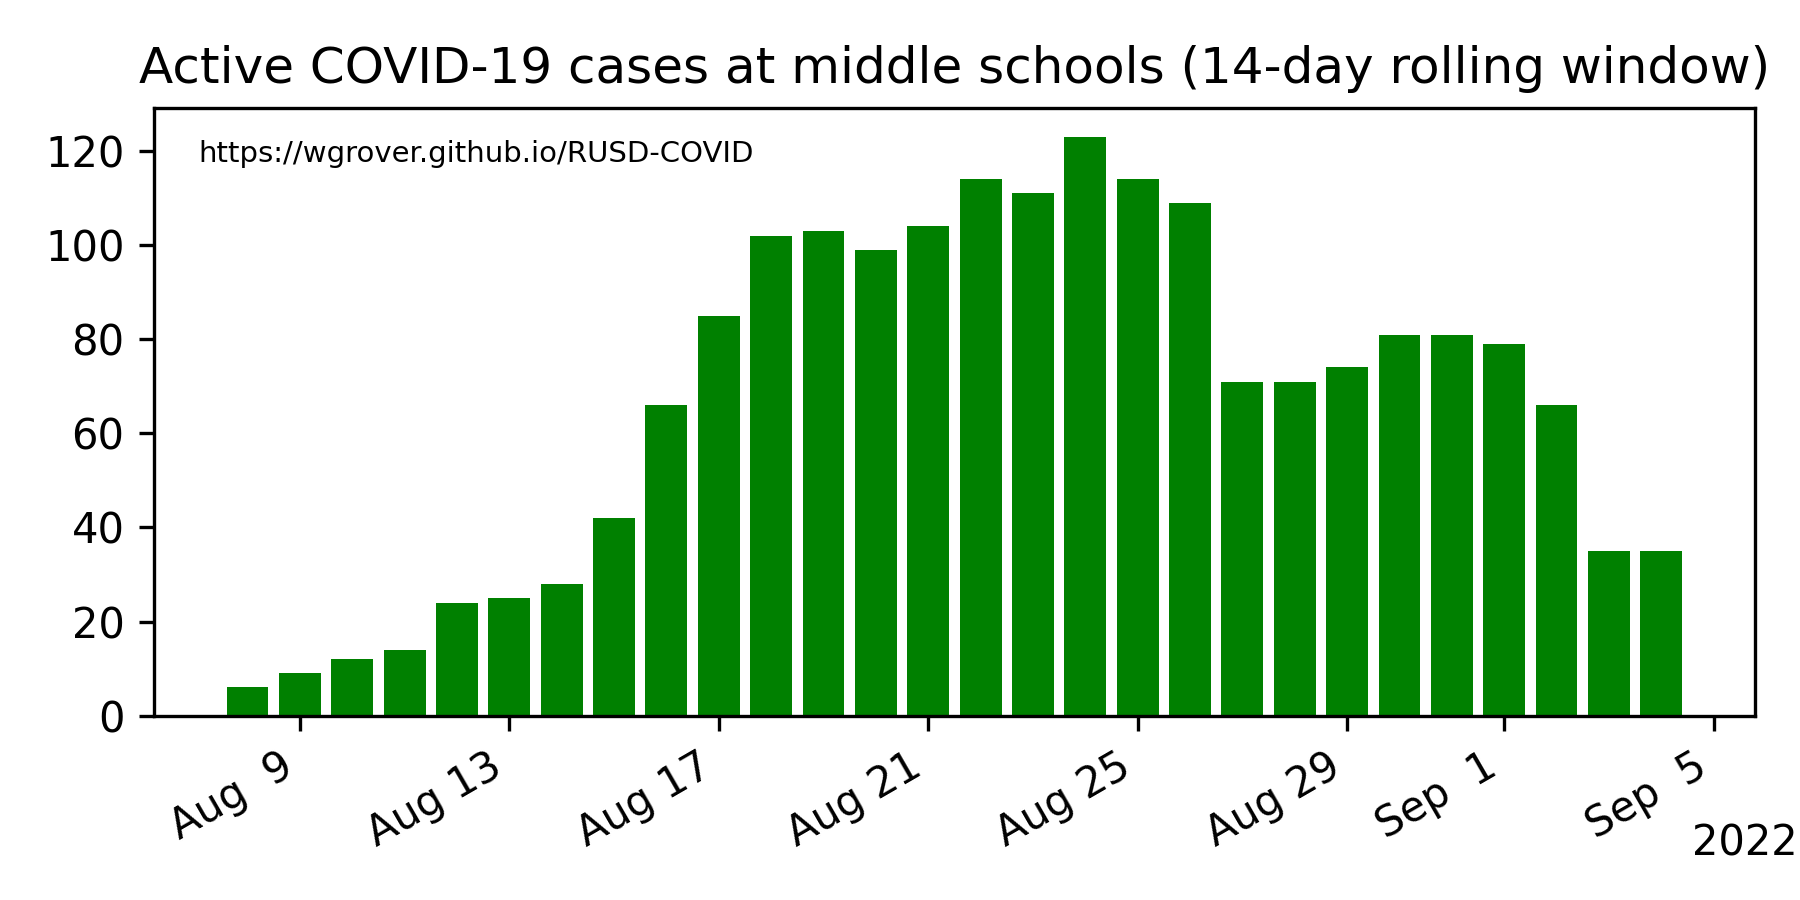 Active COVID-19 cases at middle schools (14-day rolling window)
https://wgrover.github.io/RUSD-COVID
120
100
80
60
40
20
0
Aug 9
Aug 13
Aug 17
Aug 21
Aug 25
Aug 29
Sep 1
Sep 5
2022